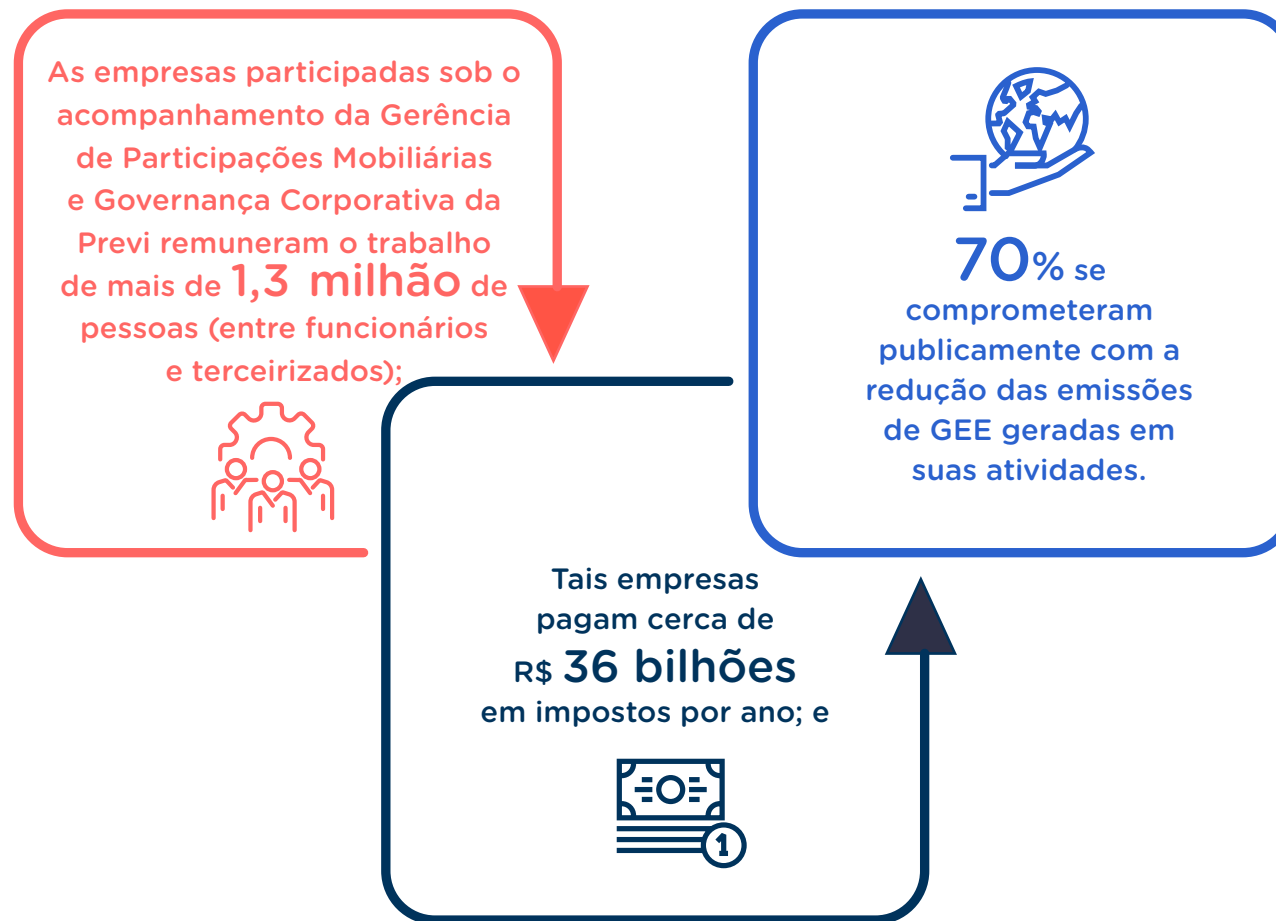 As empresas participadas sob o
acompanhamento da Gerência
de Participações Mobiliárias
e Governança Corporativa da
Previ remuneram o trabalho
de mais de 1,3 milhão de
pessoas (entre funcionários
e terceirizados);
Tais empresas
pagam cerca de
R$ 36 bilhões
em impostos por ano; e
1
70% se
comprometeram
publicamente com a
redução das emissões
de GEE geradas em
suas atividades.